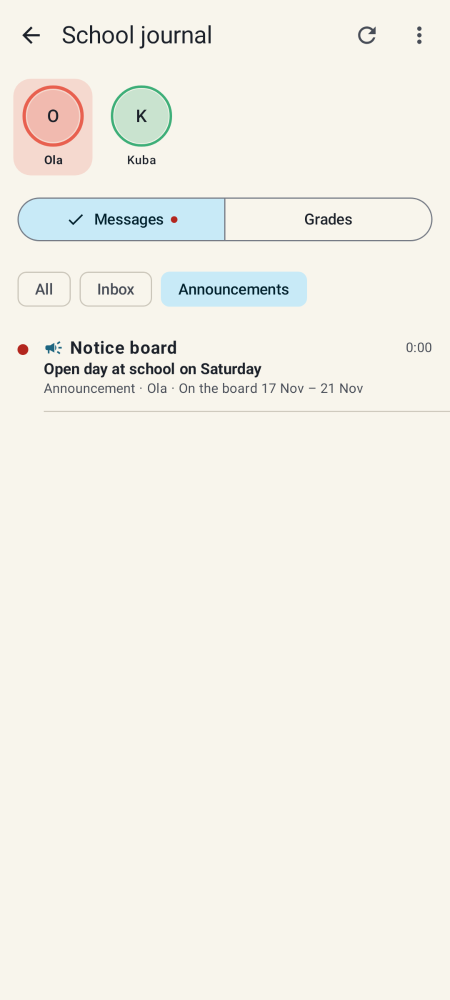 School journal
O
K
Ola
Kuba
Messages
Grades
All
Inbox
Announcements
Notice board
0:00
Open day at school on Saturday
Announcement · Ola · On the board 17 Nov – 21 Nov